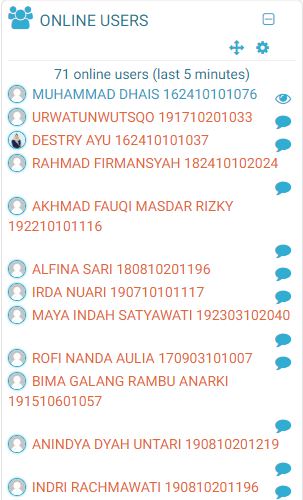 ONLINE USERS
71 online users (last 5 minutes)
MUHAMMAD DHAIS 162410101076
URWATUNWUTSQO 191710201033
DESTRY AYU 162410101037
RAHMAD FIRMANSYAH 182410102024
AKHMAD FAUQI MASDAR RIZKY
192210101116
ALFINA SARI 180810201196
IRDA NUARI 190710101117
MAYA INDAH SATYAWATI 192303102040
ROFI NANDA AULIA 170903101007
BIMA GALANG RAMBU ANARKI
191510601057
ANINDYA DYAH UNTARI 190810201219
INDRI RACHMAWATI 190810201196